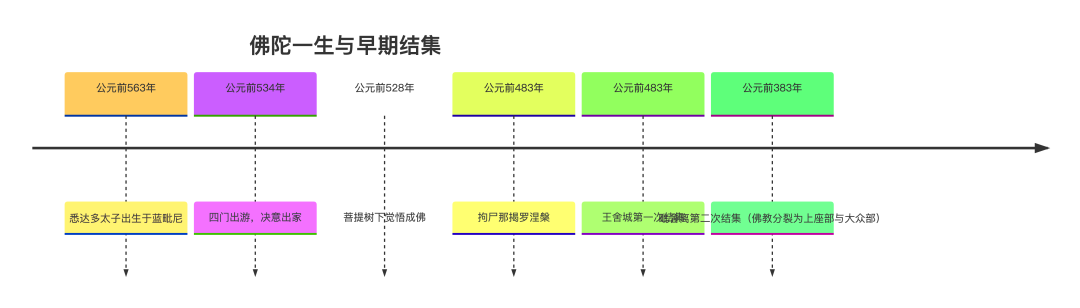 佛陀一生与早期结集
公元前563年
公元前534年
公元前528年
公元前483年
公元前483年
公元前383年
悉达多太子出生于蓝毗尼
四门出游，决意出家
菩提树下觉悟成佛
拘尸那揭罗涅槃
王舍城第一次结集
第二次结集（佛教分裂为上座部与大众部）